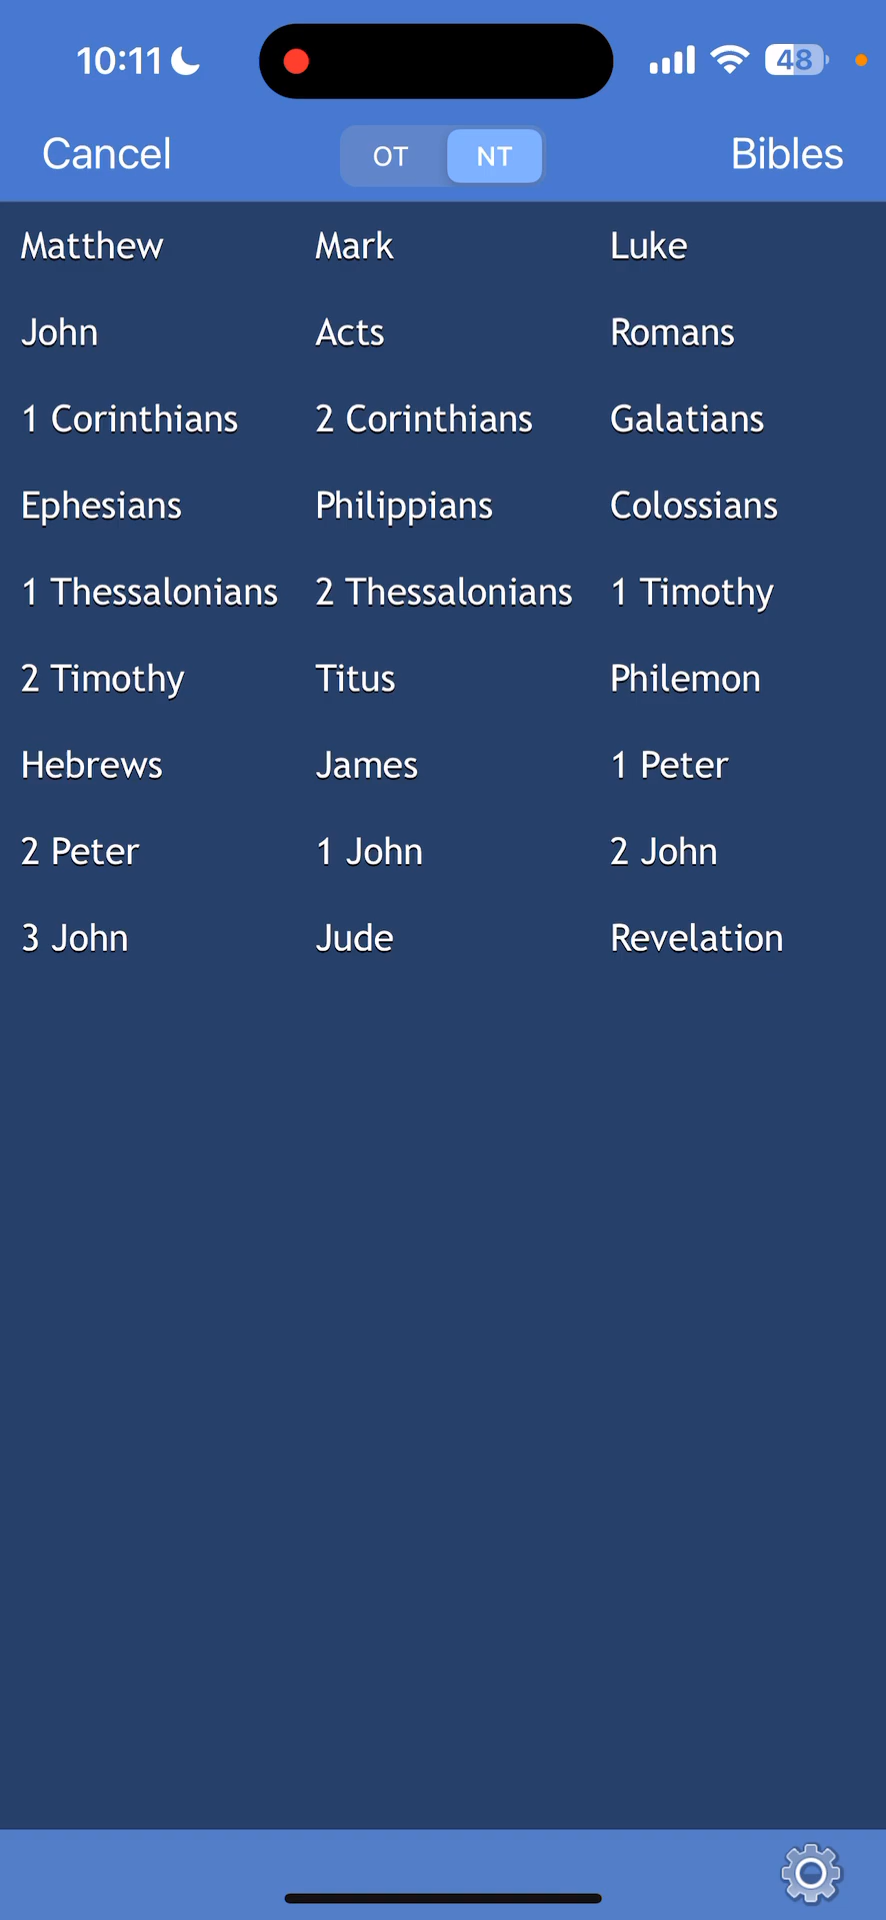 10:11 48
Cancel OT NT Bibles
Matthew Mark Luke
John Acts Romans
1 Corinthians 2 Corinthians Galatians
Ephesians Philippians Colossians
1 Thessalonians 2 Thessalonians 1 Timothy
2 Timothy Titus Philemon
Hebrews James 1 Peter
2 Peter 1 John 2 John
3 John Jude Revelation